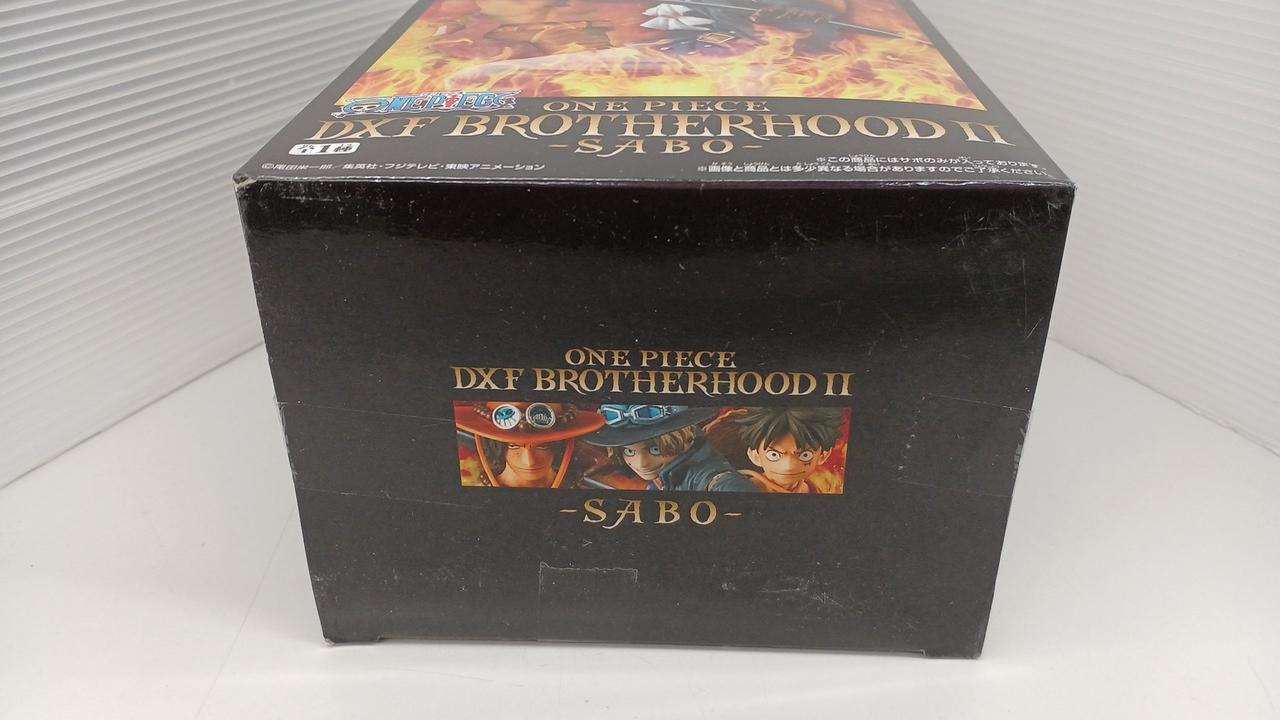 ONE PIECE
ONE PIECE
DXF BROTHERHOOD II
-SABO-
全1種
©尾田栄一郎/集英社・フジテレビ・東映アニメーション
※この商品にはサボのみが入っております。
※画像と商品とは多少異なる場合がありますのでご了承ください。
ONE PIECE
DXF BROTHERHOOD II
-SABO-